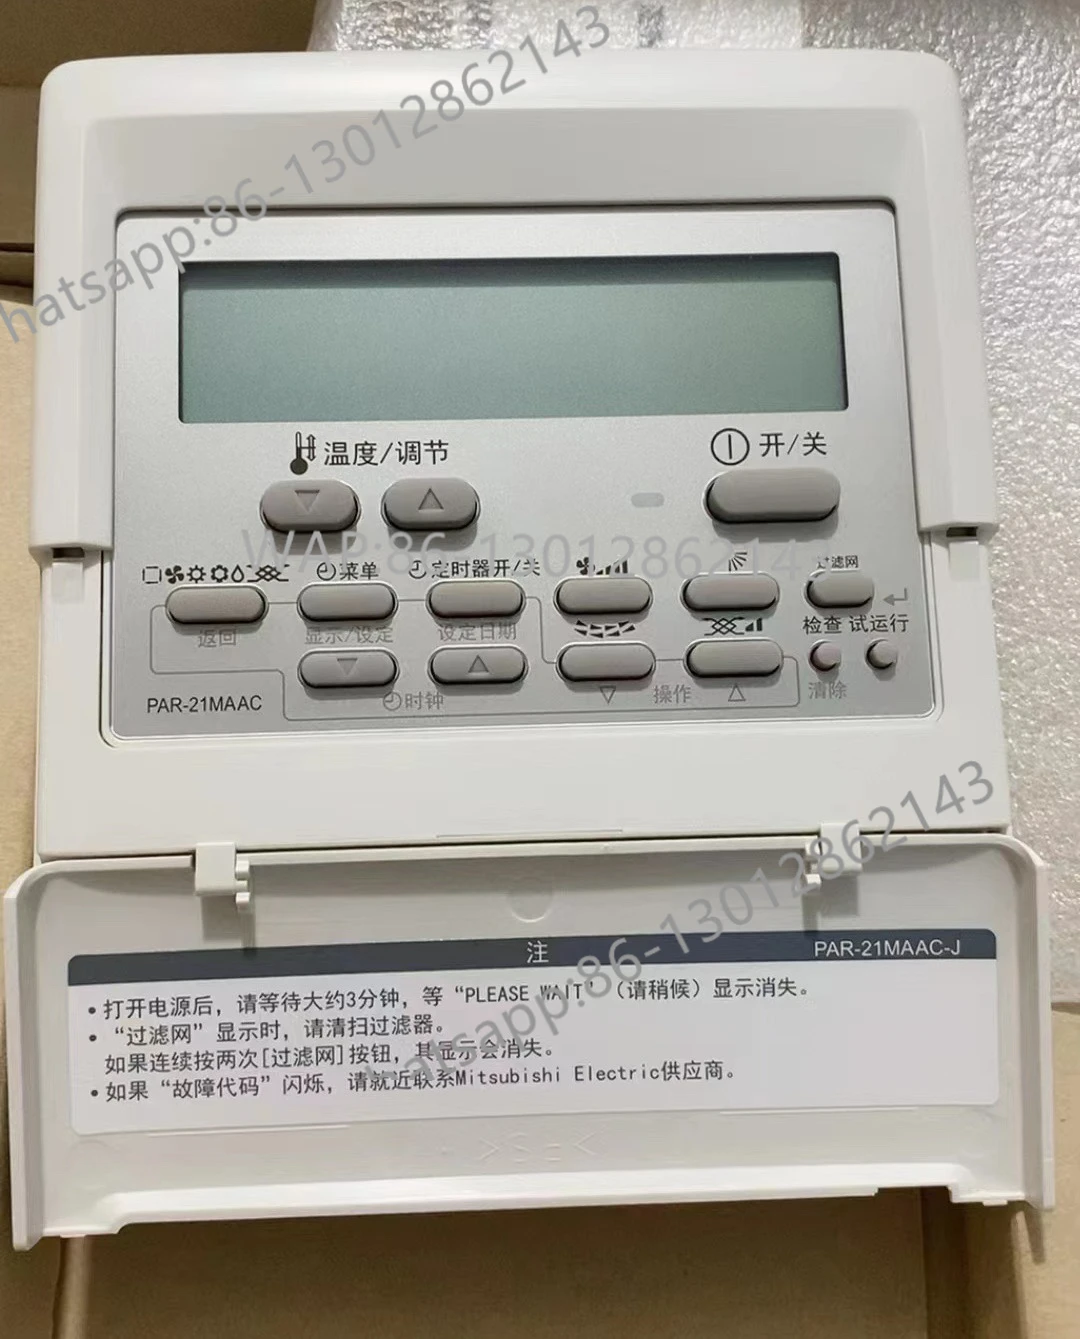 hatsapp:86-13012862143
温度/调节
开/关
WAP:86-13012862143
菜单
定时器开/关
过滤网
返回
显示/设定
设定日期
检查 试运行
PAR-21MAAC
时钟
操作
清除
hatsapp:86-13012862143
注
PAR-21MAAC-J
•打开电源后，请等待大约3分钟，等“PLEASE WAIT”（请稍候）显示消失。
•“过滤网”显示时，请清扫过滤器。
如果连续按两次[过滤网]按钮，其显示会消失。
•如果“故障代码”闪烁，请就近联系Mitsubishi Electric供应商。